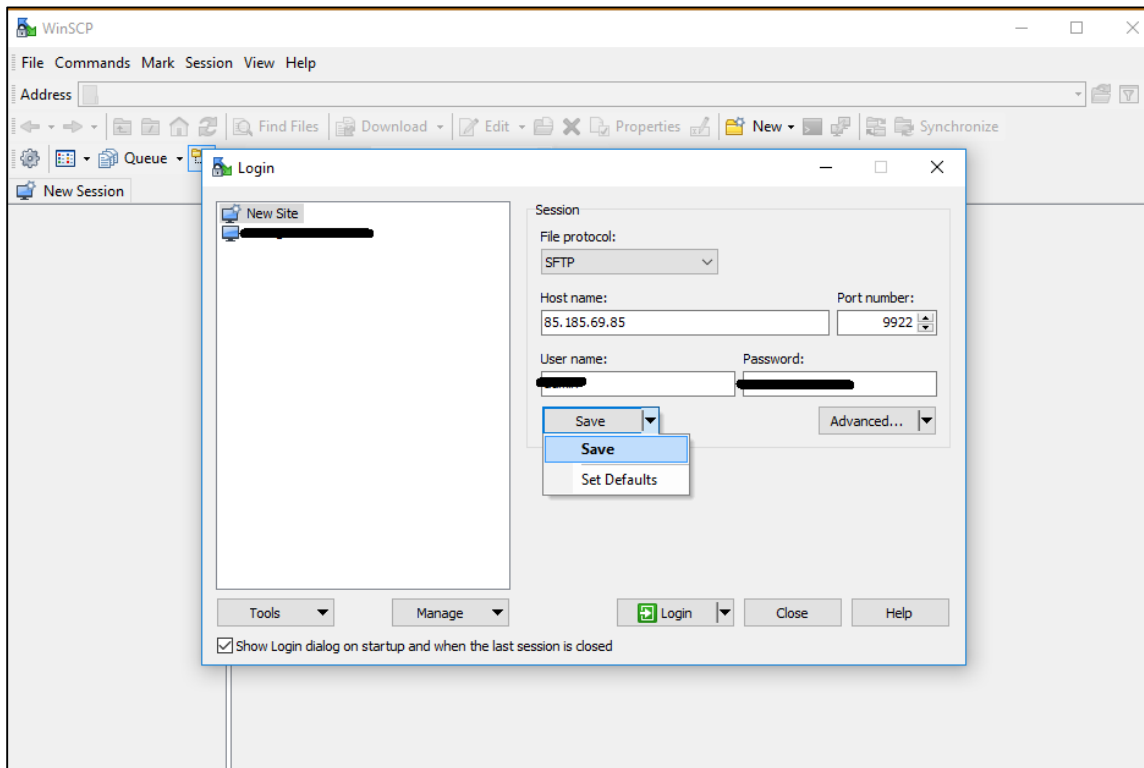 WinSCP
File Commands Mark Session View Help
Address
Find Files Download Edit Properties New Synchronize
Queue
New Session
Login
New Site
Session
File protocol:
SFTP
Host name: Port number:
85.185.69.85 9922
User name: Password:
Save Advanced...
Save
Set Defaults
Tools Manage Login Close Help
Show Login dialog on startup and when the last session is closed